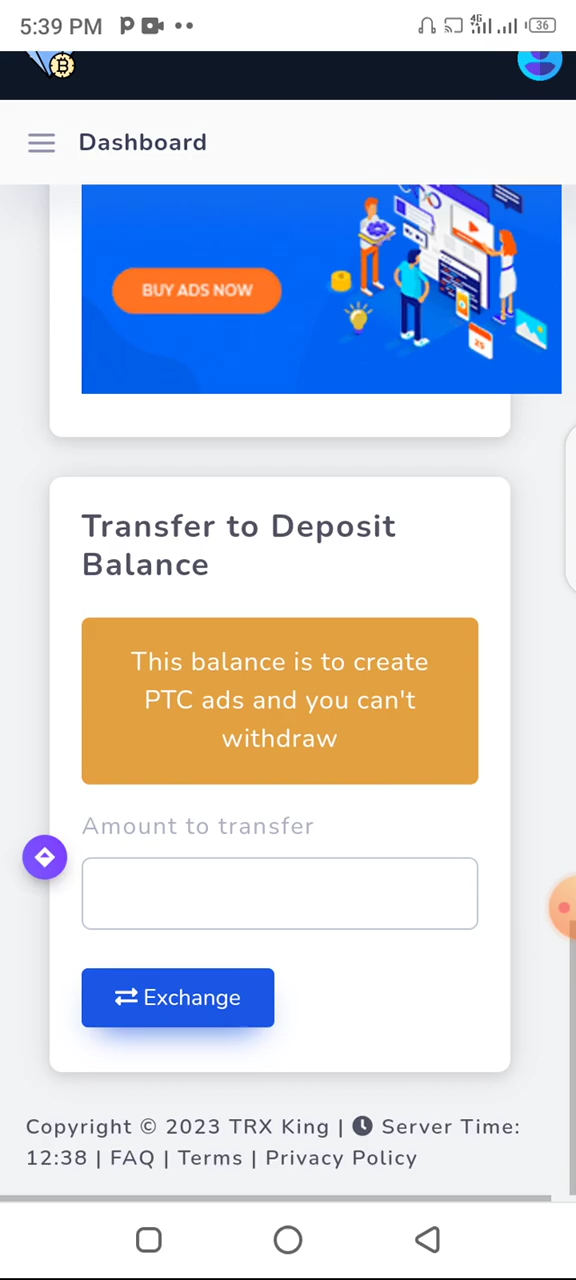 5:39 PM
4G
36
Dashboard
BUY ADS NOW
Transfer to Deposit
Balance
This balance is to create
PTC ads and you can't
withdraw
Amount to transfer
Exchange
Copyright © 2023 TRX King | Server Time:
12:38 | FAQ | Terms | Privacy Policy